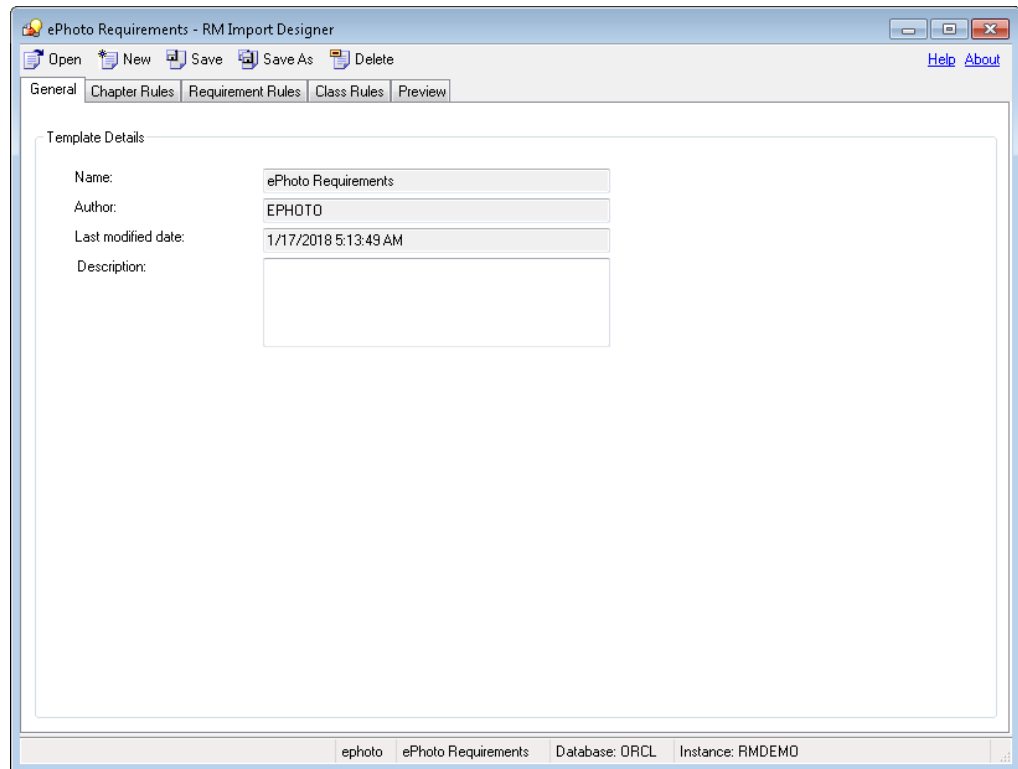 ePhoto Requirements - RM Import Designer
Open New Save Save As Delete Help About
General Chapter Rules Requirement Rules Class Rules Preview
Template Details
Name: ePhoto Requirements
Author: EPHOTO
Last modified date: 1/17/2018 5:13:49 AM
Description:
ephoto ePhoto Requirements Database: ORCL Instance: RMDEMO